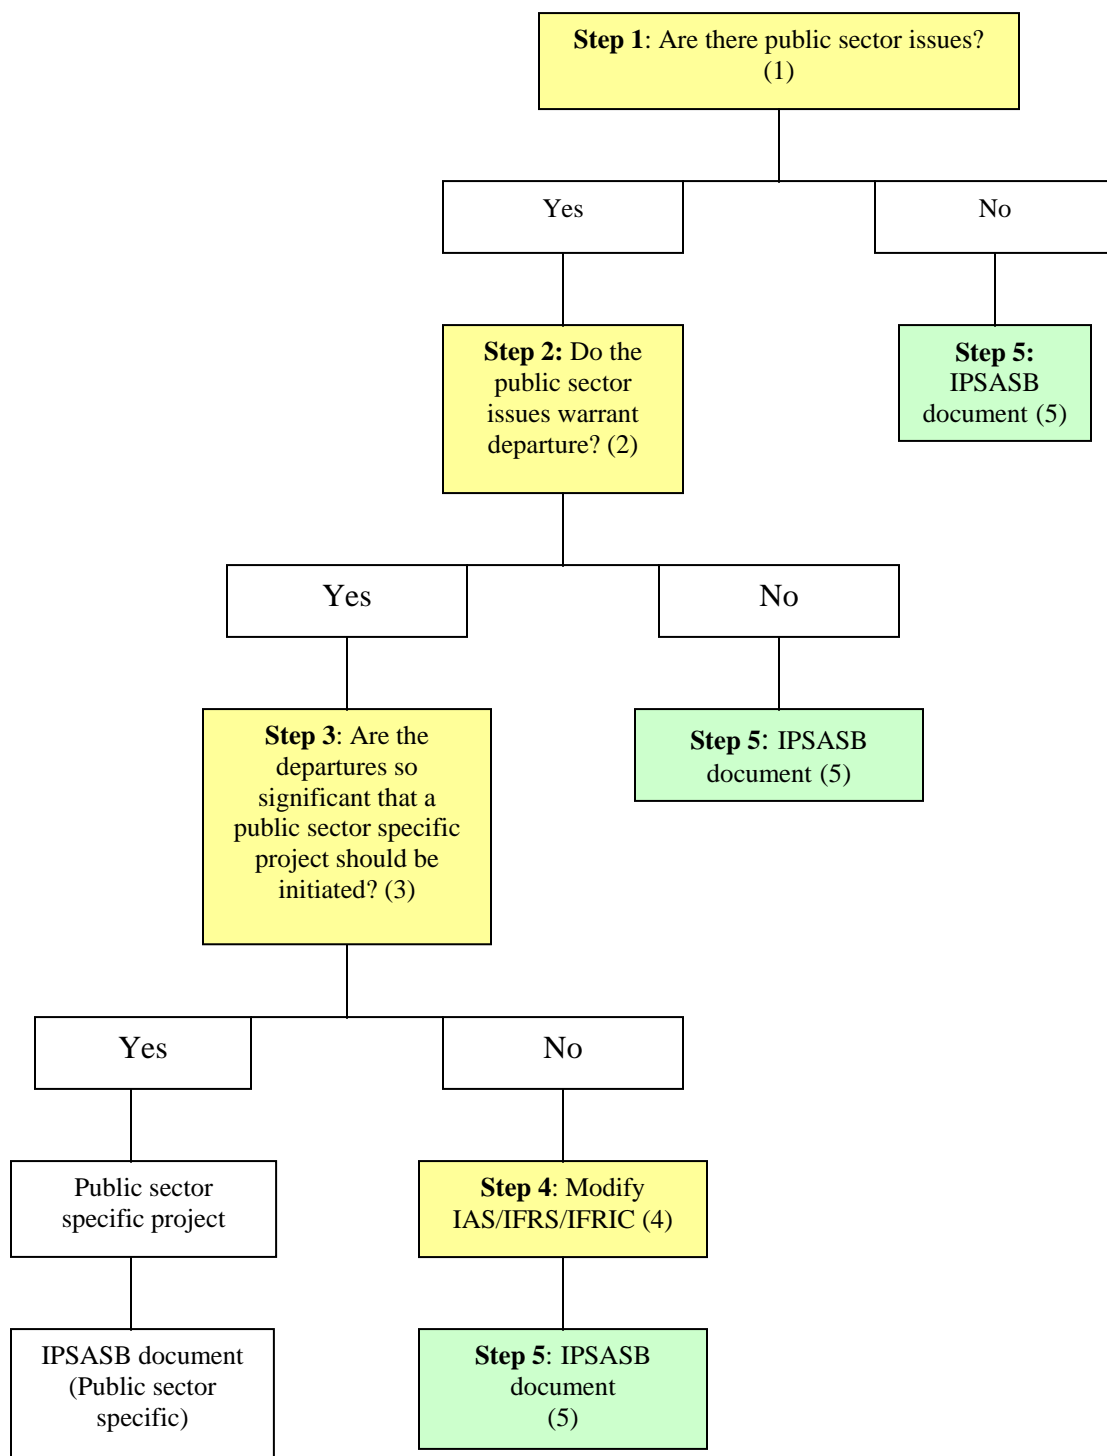 Step 1: Are there public sector issues?
(1)
Yes
No
Step 2: Do the
public sector
issues warrant
departure? (2)
Step 5:
IPSASB
document (5)
Yes
No
Step 3: Are the
departures so
significant that a
public sector specific
project should be
initiated? (3)
Step 5: IPSASB
document (5)
Yes
No
Public sector
specific project
Step 4: Modify
IAS/IFRS/IFRIC (4)
IPSASB document
(Public sector
specific)
Step 5: IPSASB
document
(5)